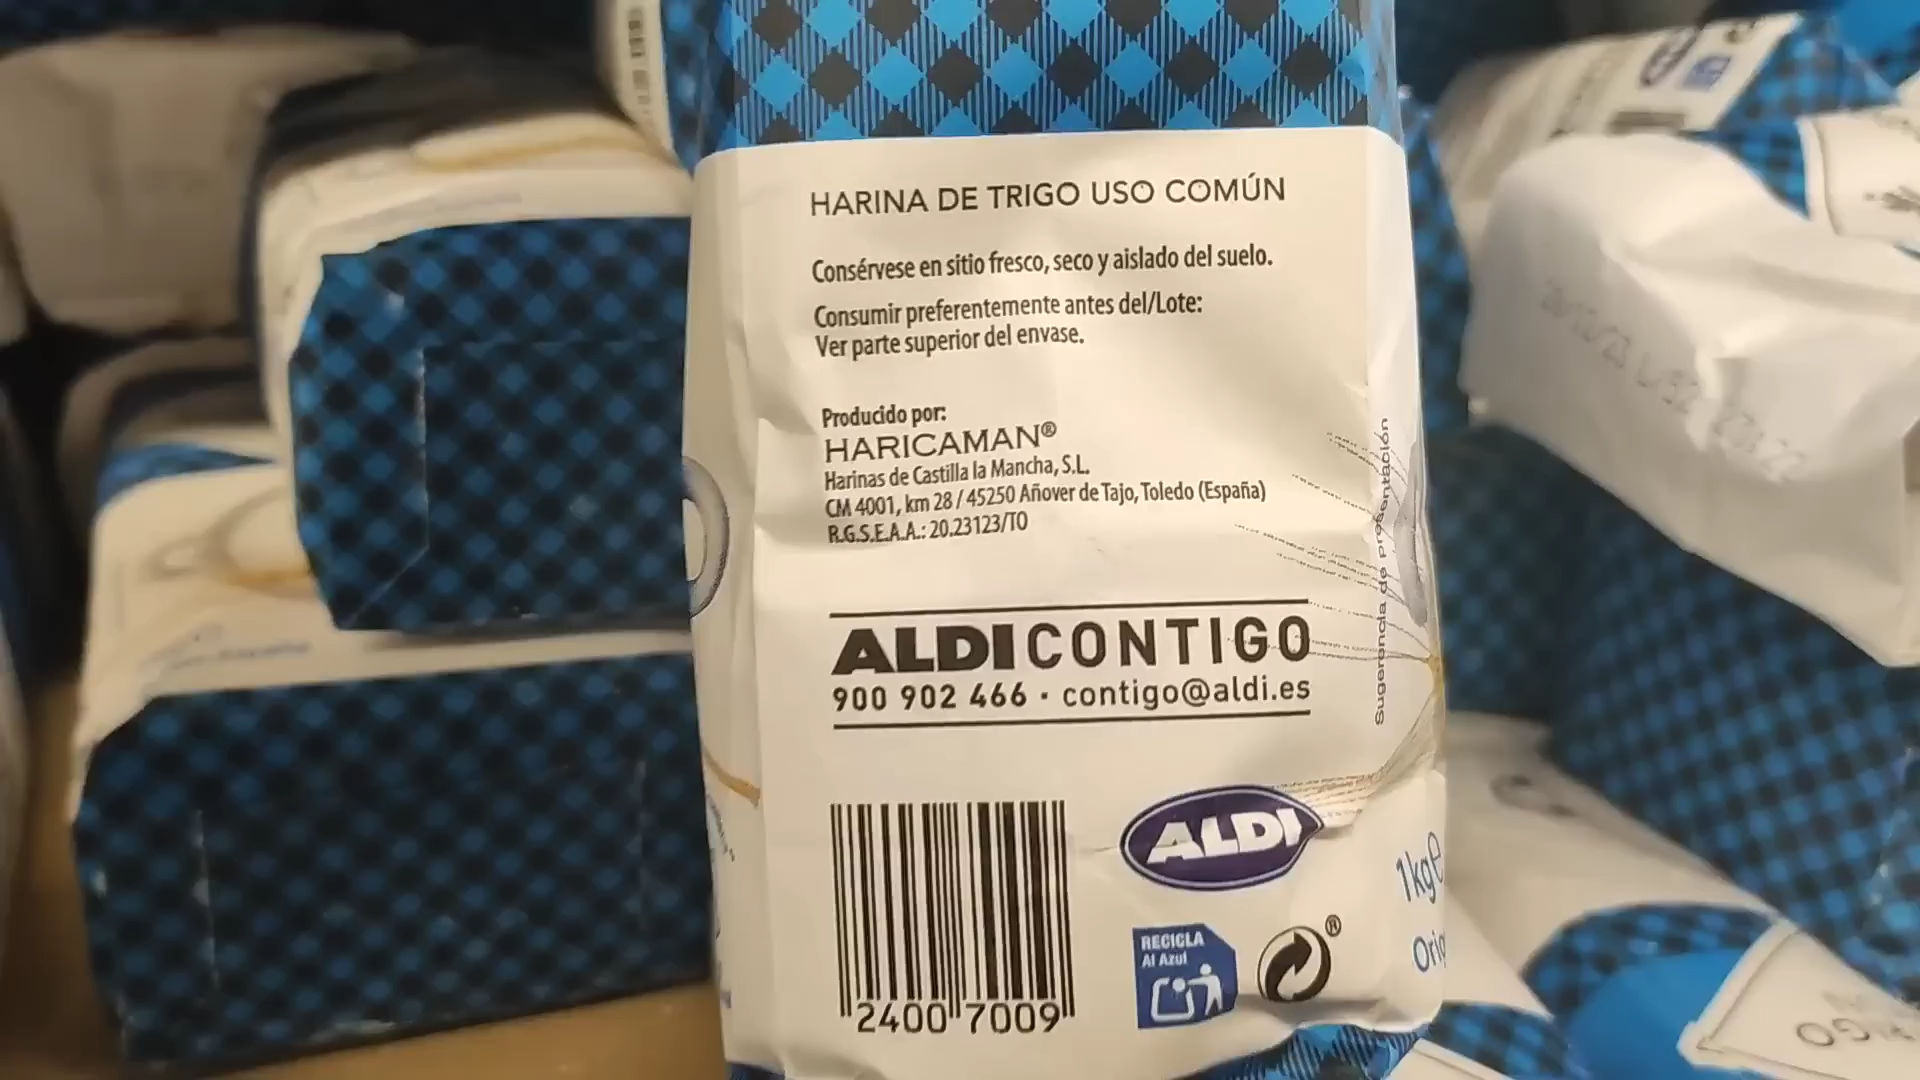 HARINA DE TRIGO USO COMÚN
Consérvese en sitio fresco, seco y aislado del suelo.
Consumir preferentemente antes del/Lote:
Ver parte superior del envase.
Producido por:
HARICAMAN®
Harinas de Castilla la Mancha, S.L.
CM 4001, km 28 / 45250 Añover de Tajo, Toledo (España)
R.G.S.E.A.A.: 20.23123/TO
Sugerencia de Presentación
ALDI CONTIGO
900 902 466 · contigo@aldi.es
ALDI
1kg e
RECICLA
Al Azul
®
2400 7009